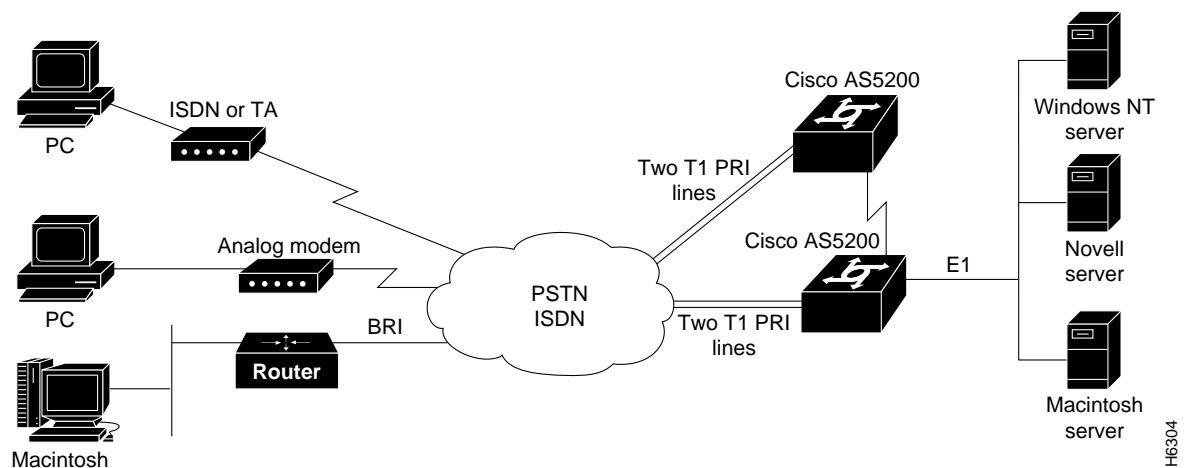 PC
ISDN or TA
PC
Analog modem
Macintosh
Router
BRI
PSTN
ISDN
Two T1 PRI
lines
Cisco AS5200
Cisco AS5200
Two T1 PRI
lines
E1
Windows NT
server
Novell
server
Macintosh
server
H6304